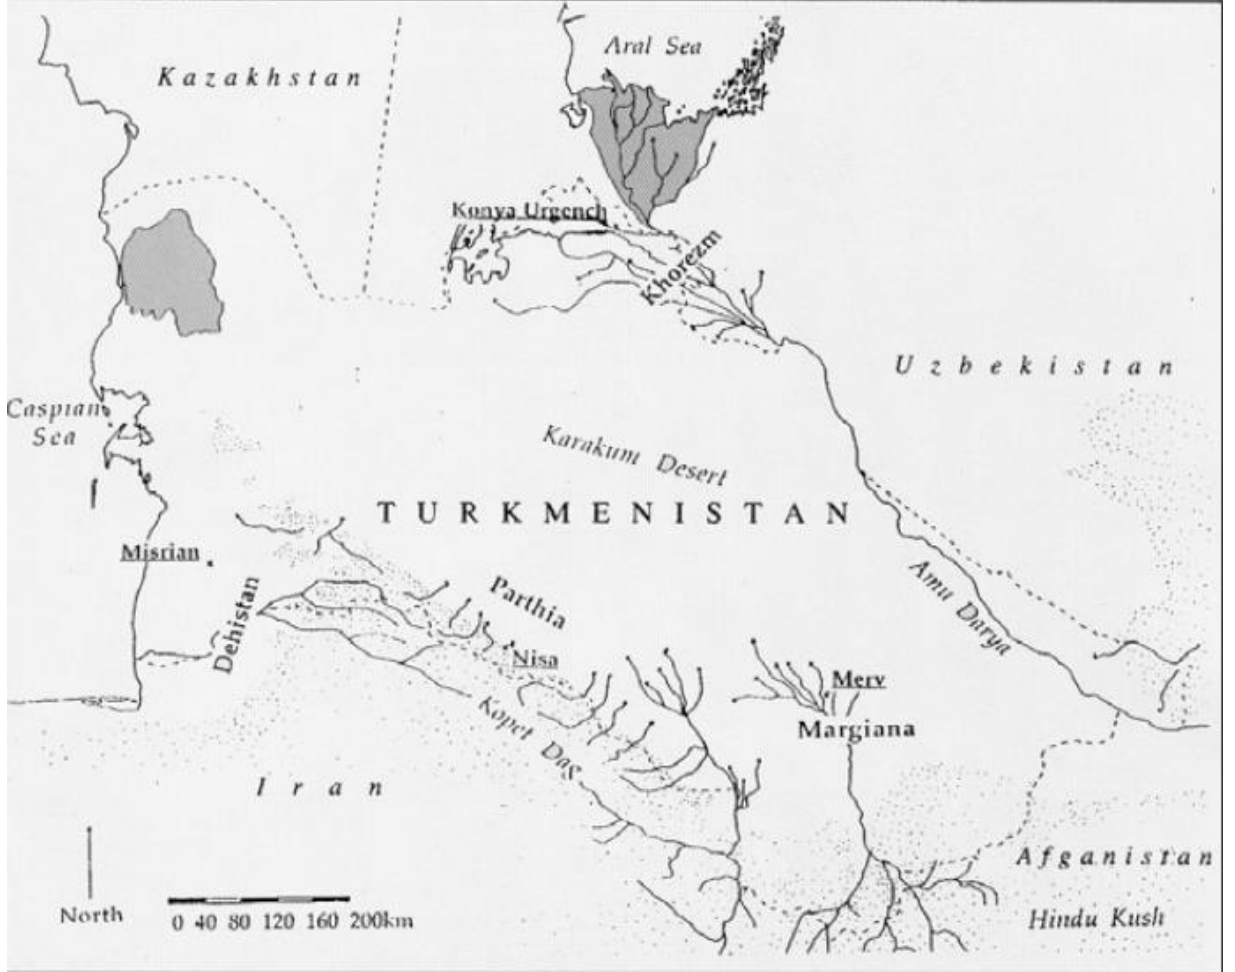 Aral Sea
Kazakhstan
Konya Urgench
Khorezm
Uzbekistan
Caspian
Sea
Karakum Desert
TURKMENISTAN
Misrian
Dehistan
Parthia
Amu Darya
Nisa
Merv
Margiana
Kopet Dag
Iran
Afganistan
North
0 40 80 120 160 200km
Hindu Kush